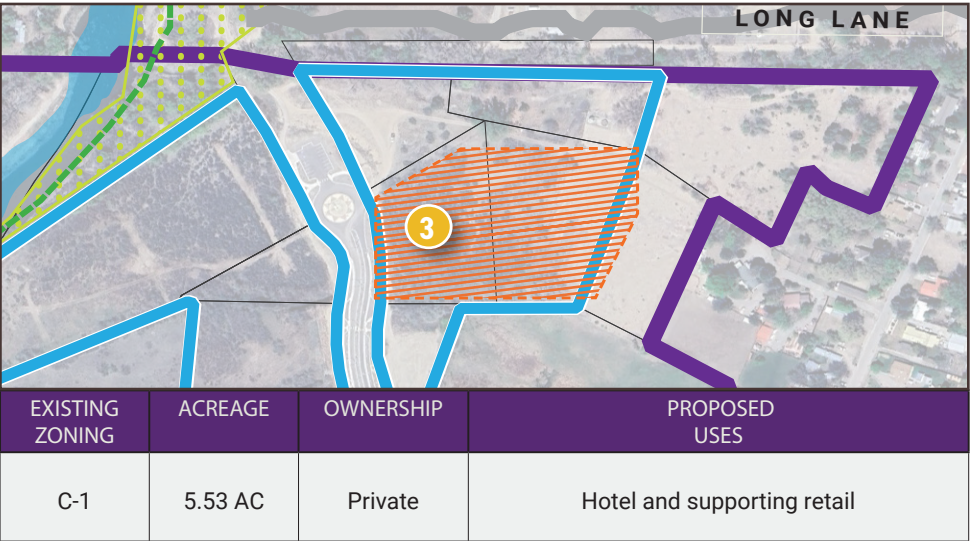 LONG LANE
3
EXISTING
ZONING
ACREAGE
OWNERSHIP
PROPOSED
USES
C-1
5.53 AC
Private
Hotel and supporting retail